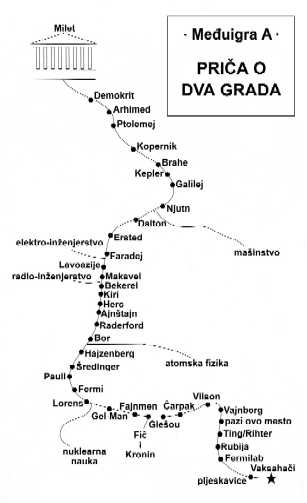 Milet
· Međuigra A ·
PRIČA O
DVA GRADA
Demokrit
Arhimed
Ptolemej
Kopernik
Brahe
Kepler
Galilej
Njutn
Dalton
mašinstvo
Ersted
elektro-inženjerstvo
Faradej
Lavoazije
radio-inženjerstvo
Maksvel
Bekerel
Kiri
Herc
Ajnštajn
Raderford
Bor
atomska fizika
Hajzenberg
Šredinger
Pauli
Fermi
Lorens
Gel Man
Fajnmen
Čarpak
Glešou
Vilson
Fič
i
Kronin
nuklearna
nauka
Vajnberg
pazi ovo mesto
Ting/Rihter
Rubija
Fermilab
Vaksahači
pljeskavice